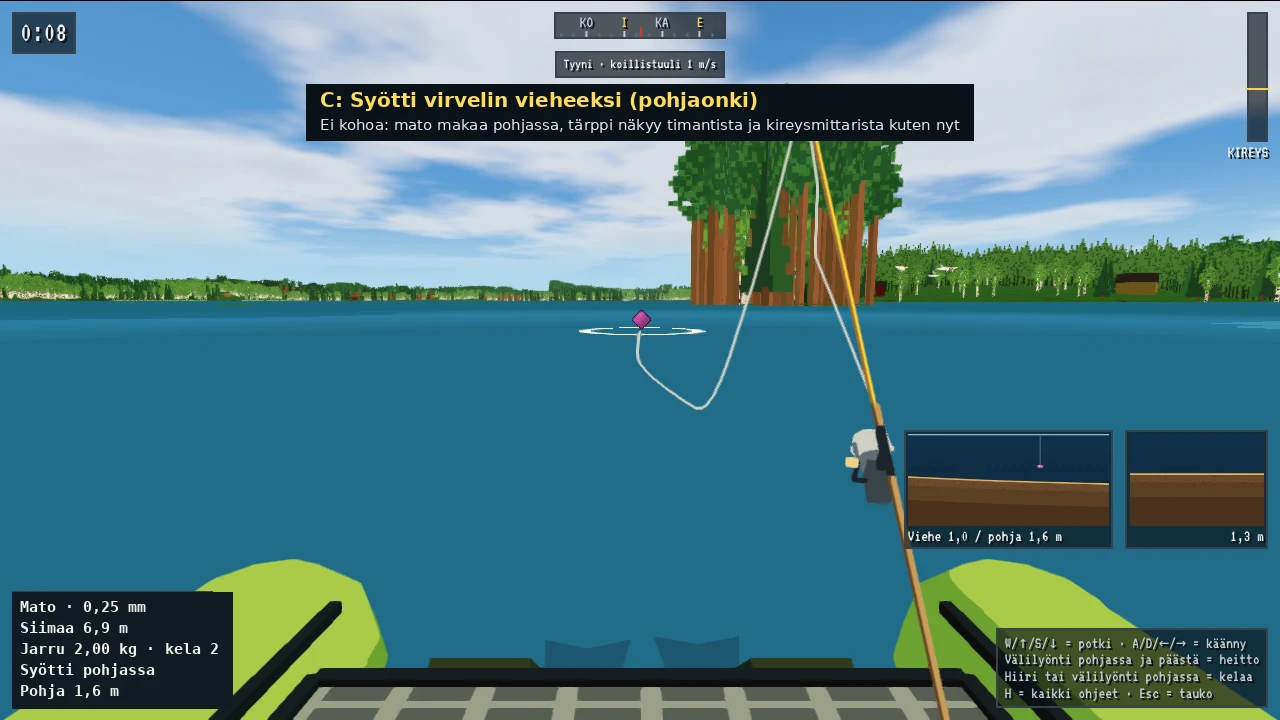 0:08
KO I KA E
Tyyni · koillistuuli 1 m/s
C: Syötti virvelin vieheeksi (pohjaonki)
Ei kohoa: mato makaa pohjassa, tärppi näkyy timantista ja kireysmittarista kuten nyt
KIREYS
Viehe 1,0 / pohja 1,6 m
1,3 m
Mato · 0,25 mm
Siimaa 6,9 m
Jarru 2,00 kg · kela 2
Syötti pohjassa
Pohja 1,6 m
W/↑/S/↓ = potki · A/D/←/→ = käänny
Välilyönti pohjassa ja päästä = heitto
Hiiri tai välilyönti pohjassa = kelaa
H = kaikki ohjeet · Esc = tauko